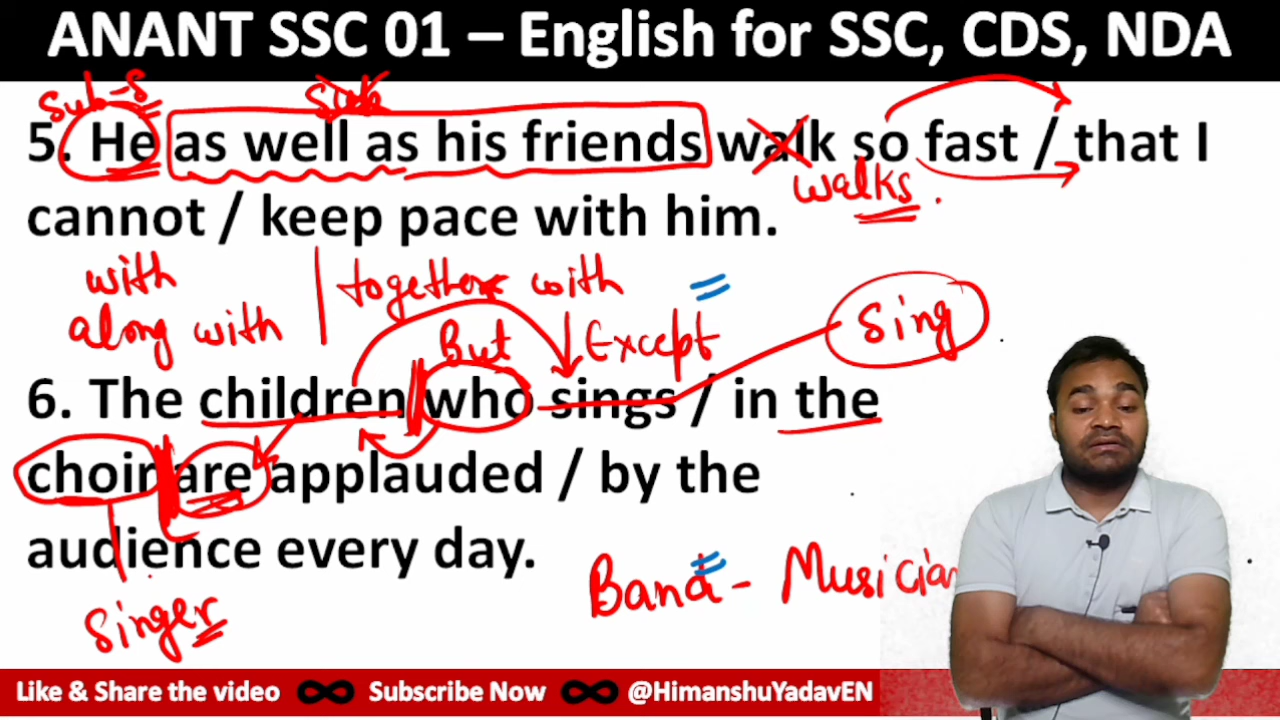 ANANT SSC 01 – English for SSC, CDS, NDA
Sub-S
5. He as well as his friends walk so fast / that I
walks.
cannot / keep pace with him.
with | together with
along with
But Except
Sing
6. The children who sings / in the
choir are applauded / by the
audience every day.
Singer
Band - Musician
Like & Share the video
Subscribe Now
@HimanshuYadavEN